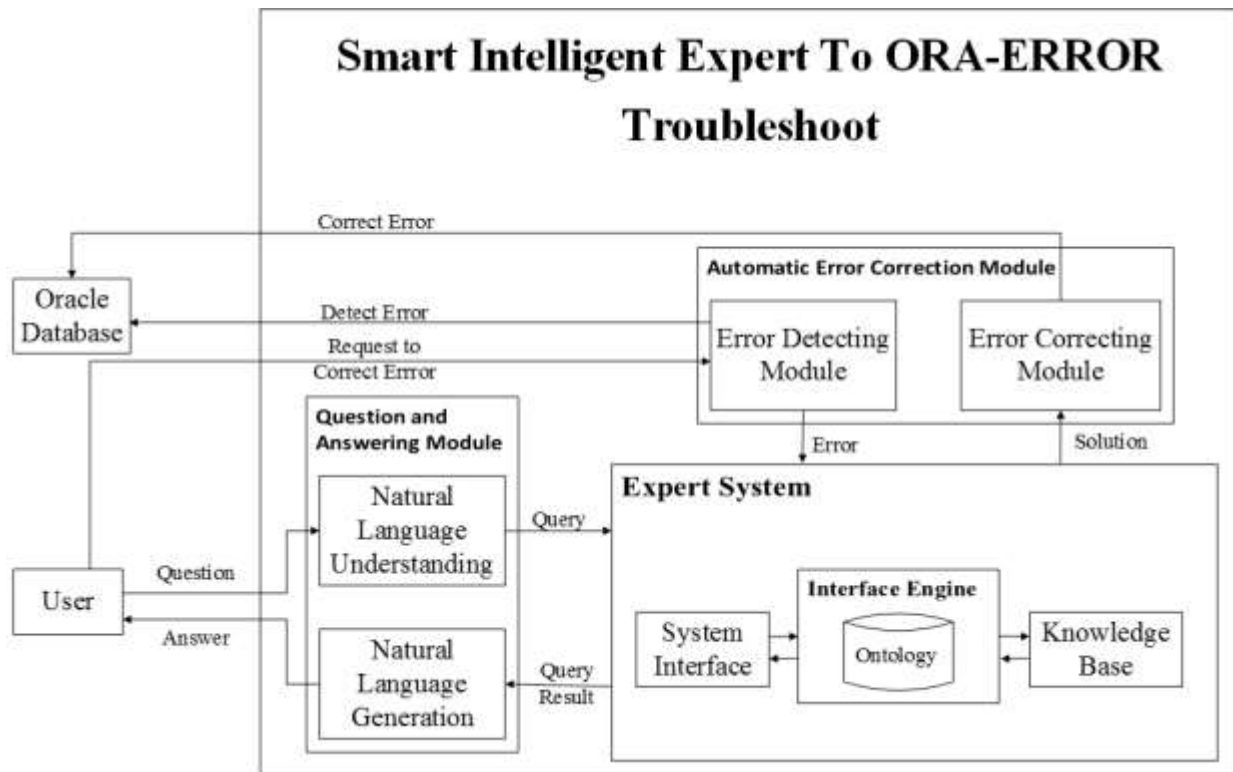 Smart Intelligent Expert To ORA-ERROR
Troubleshoot
Correct Error
Automatic Error Correction Module
Oracle
Database
Detect Error
Request to
Correct Errror
Error Detecting
Module
Error Correcting
Module
Question and
Answering Module
Error
Solution
Natural
Language
Understanding
Query
Expert System
User
Question
Answer
Natural
Language
Generation
Query
Result
System
Interface
Interface Engine
Ontology
Knowledge
Base